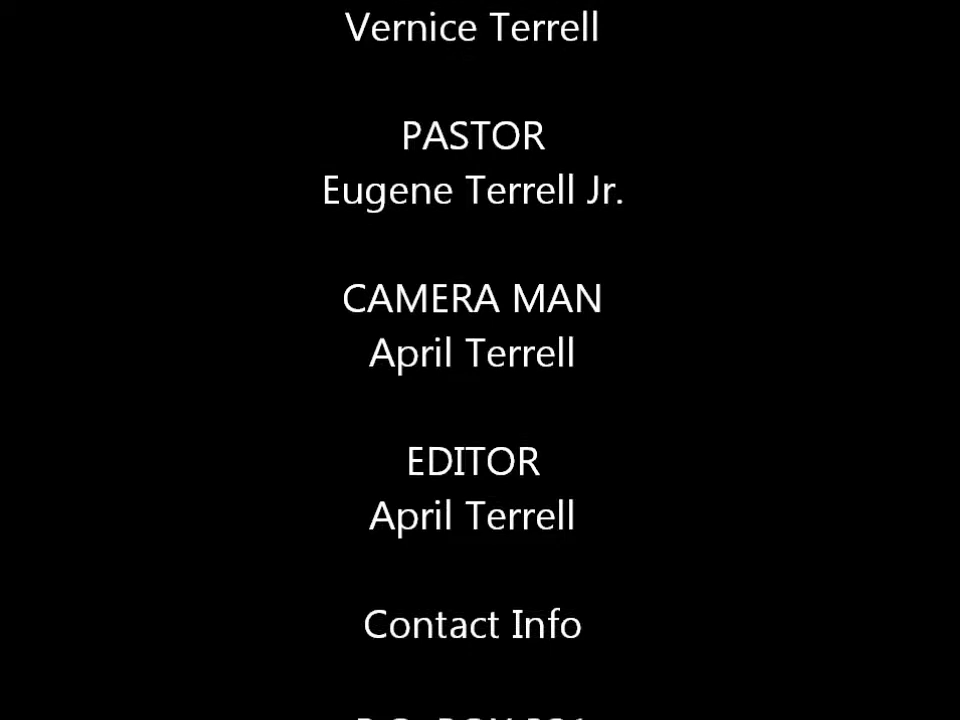 Vernice Terrell
PASTOR
Eugene Terrell Jr.
CAMERA MAN
April Terrell
EDITOR
April Terrell
Contact Info